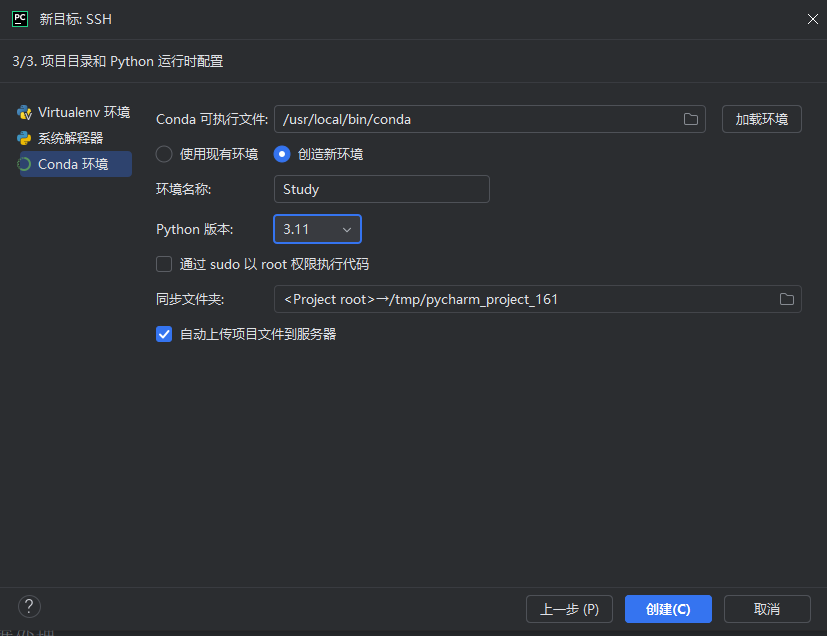 PC 新目标: SSH
3/3. 项目目录和 Python 运行时配置
Virtualenv 环境
系统解释器
Conda 环境
Conda 可执行文件: /usr/local/bin/conda 加载环境
使用现有环境 创造新环境
环境名称: Study
Python 版本: 3.11
通过 sudo 以 root 权限执行代码
同步文件夹: <Project root>→/tmp/pycharm_project_161
自动上传项目文件到服务器
? 上一步 (P) 创建(C) 取消